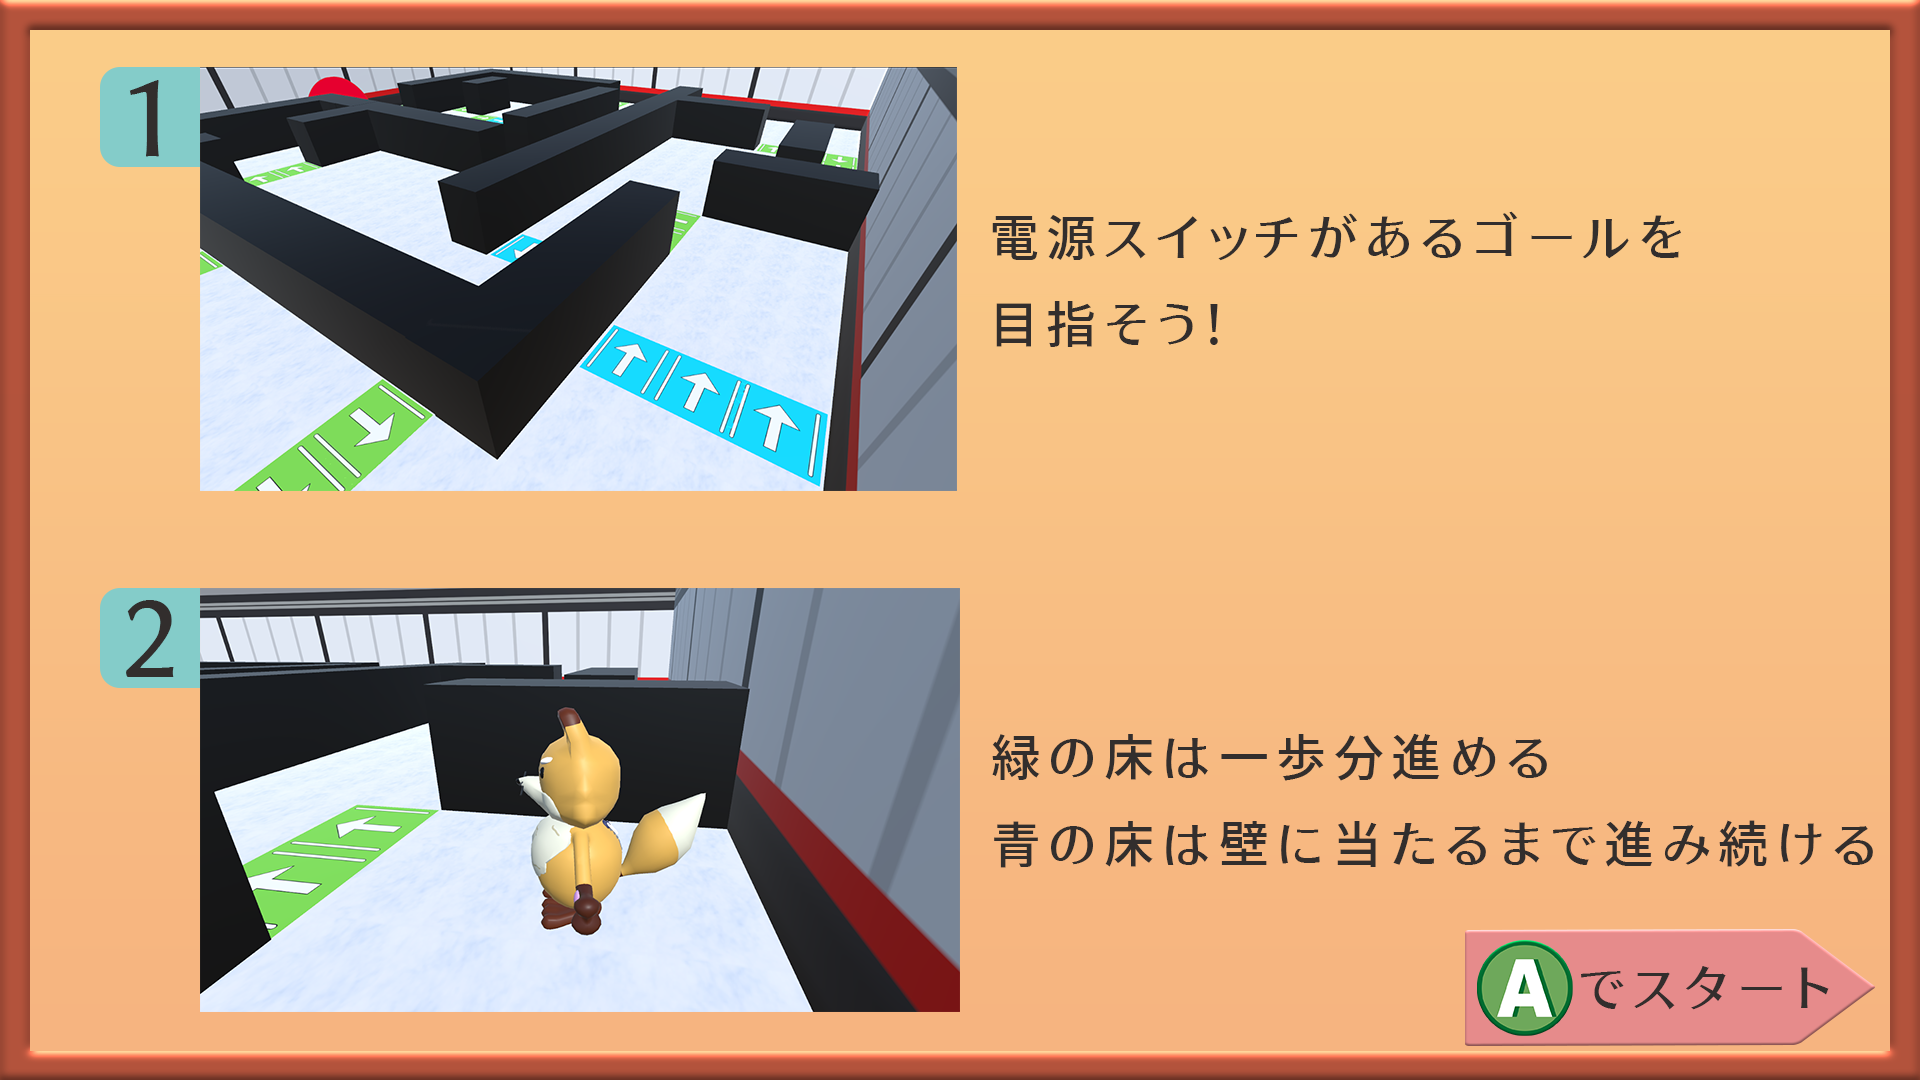 1
電源スイッチがあるゴールを
目指そう!
2
緑の床は一歩分進める
青の床は壁に当たるまで進み続ける
Aでスタート